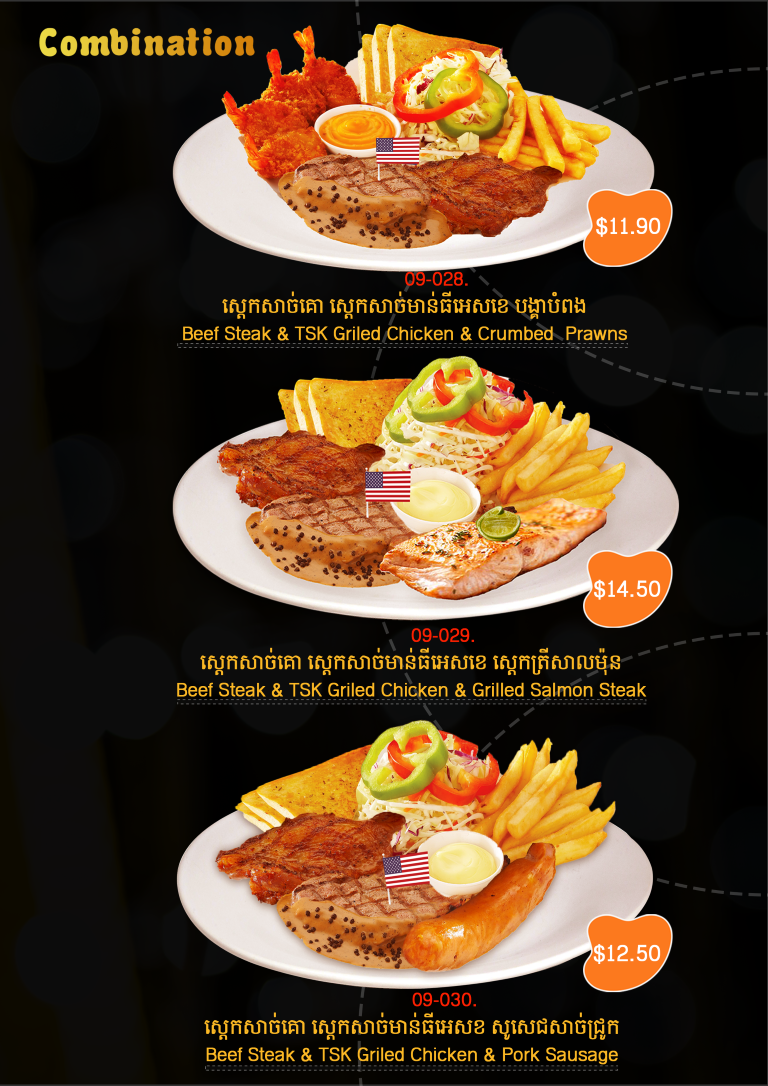 Combination
$11.90
09-028.
ស្តេកសាច់គោ ស្តេកសាច់មាន់ធីអេសខេ បង្គាបំពង
Beef Steak & TSK Griled Chicken & Crumbed  Prawns
$14.50
09-029.
ស្តេកសាច់គោ ស្តេកសាច់មាន់ធីអេសខេ ស្តេកត្រីសាលម៉ុន
Beef Steak & TSK Griled Chicken & Grilled Salmon Steak
$12.50
09-030.
ស្តេកសាច់គោ ស្តេកសាច់មាន់ធីអេសខ សូសេជសាច់ជ្រូក
Beef Steak & TSK Griled Chicken & Pork Sausage